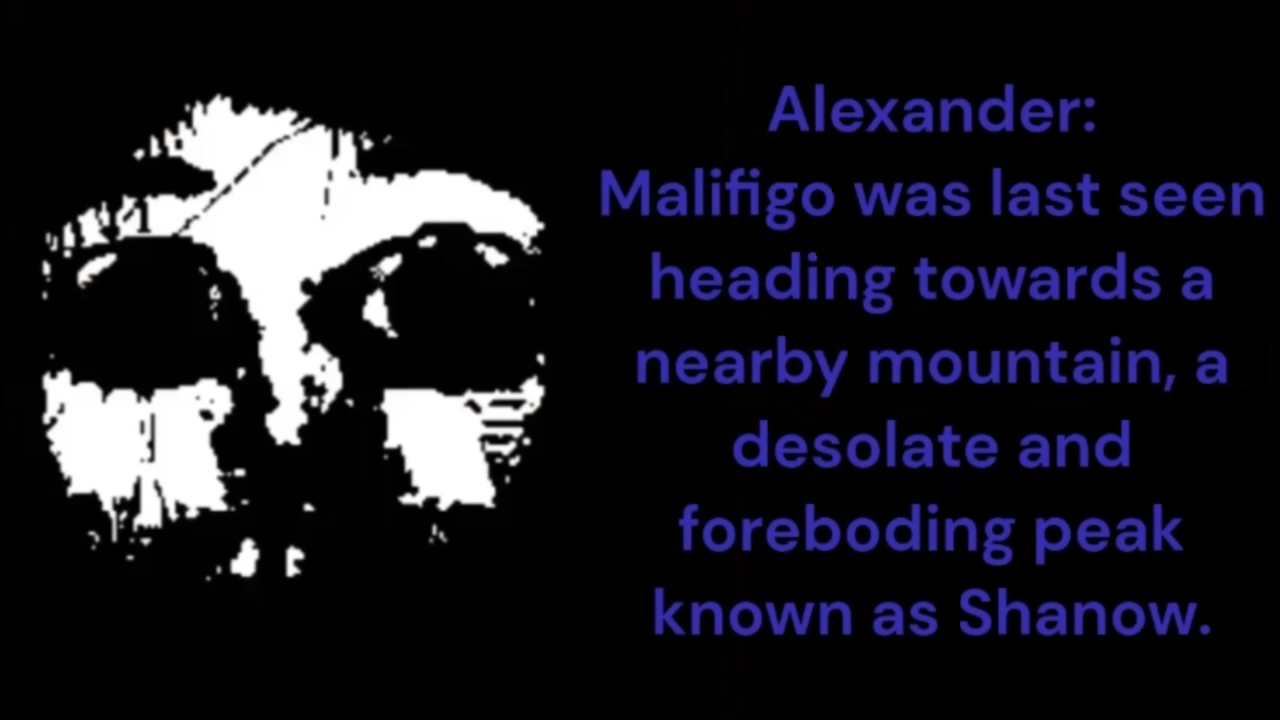 Alexander:
Malifigo was last seen
heading towards a
nearby mountain, a
desolate and
foreboding peak
known as Shanow.